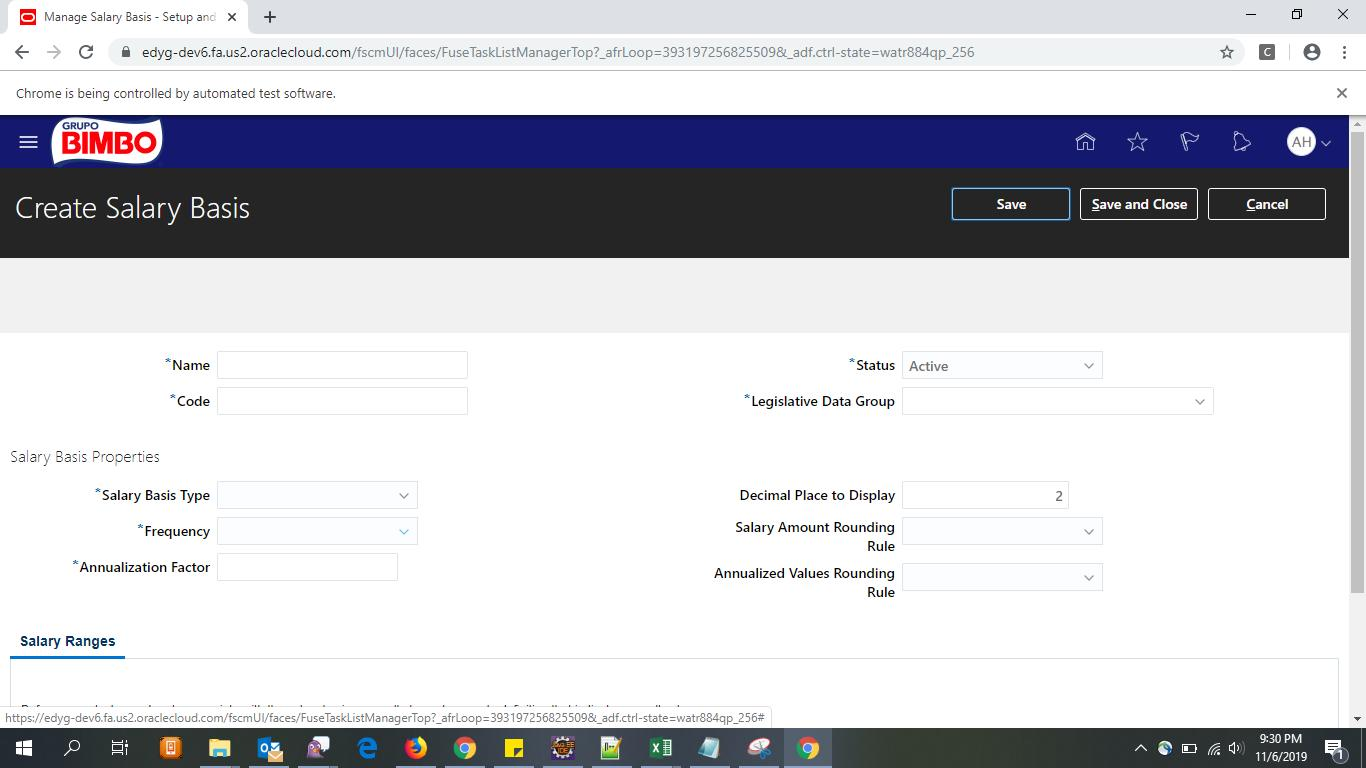 Manage Salary Basis - Setup and
edyg-dev6.fa.us2.oraclecloud.com/fscmUI/faces/FuseTaskListManagerTop?_afrLoop=393197256825509&_adf.ctrl-state=watr884qp_256
C
Chrome is being controlled by automated test software.
GRUPO
BIMBO
AH
Create Salary Basis
Save
Save and Close
Cancel
*Name
*Status Active
*Code
*Legislative Data Group
Salary Basis Properties
*Salary Basis Type
Decimal Place to Display 2
*Frequency
Salary Amount Rounding
Rule
*Annualization Factor
Annualized Values Rounding
Rule
Salary Ranges
https://edyg-dev6.fa.us2.oraclecloud.com/fscmUI/faces/FuseTaskListManagerTop?_afrLoop=393197256825509&_adf.ctrl-state=watr884qp_256#
9:30 PM
11/6/2019
1